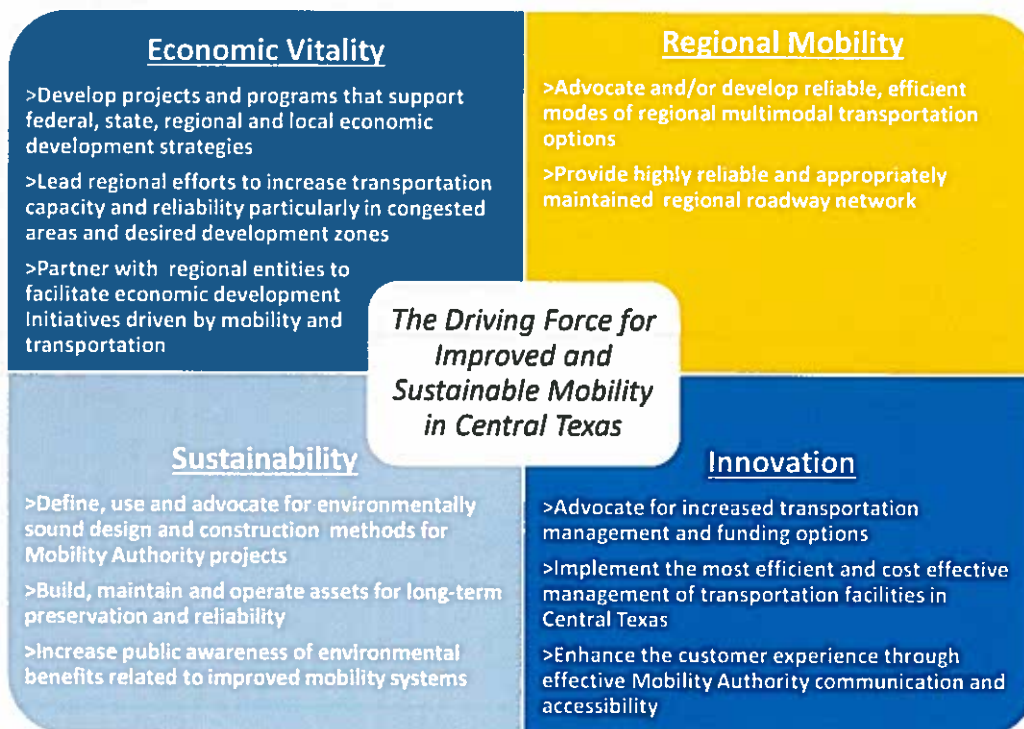 Economic Vitality
>Develop projects and programs that support
federal, state, regional and local economic
development strategies
>Lead regional efforts to increase transportation
capacity and reliability particularly in congested
areas and desired development zones
>Partner with regional entities to
facilitate economic development
Initiatives driven by mobility and
transportation
Regional Mobility
>Advocate and/or develop reliable, efficient
modes of regional multimodal transportation
options
>Provide highly reliable and appropriately
maintained regional roadway network
The Driving Force for
Improved and
Sustainable Mobility
in Central Texas
Sustainability
>Define, use and advocate for environmentally
sound design and construction methods for
Mobility Authority projects
>Build, maintain and operate assets for long-term
preservation and reliability
>Increase public awareness of environmental
benefits related to improved mobility systems
Innovation
>Advocate for increased transportation
management and funding options
>Implement the most efficient and cost effective
management of transportation facilities in
Central Texas
>Enhance the customer experience through
effective Mobility Authority communication and
accessibility